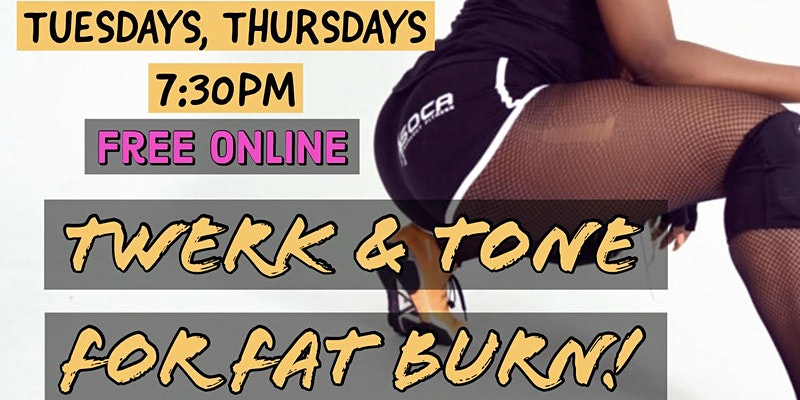 TUESDAYS, THURSDAYS
7:30PM
FREE ONLINE
SOCA
TWERK & TONE
FOR FAT BURN!